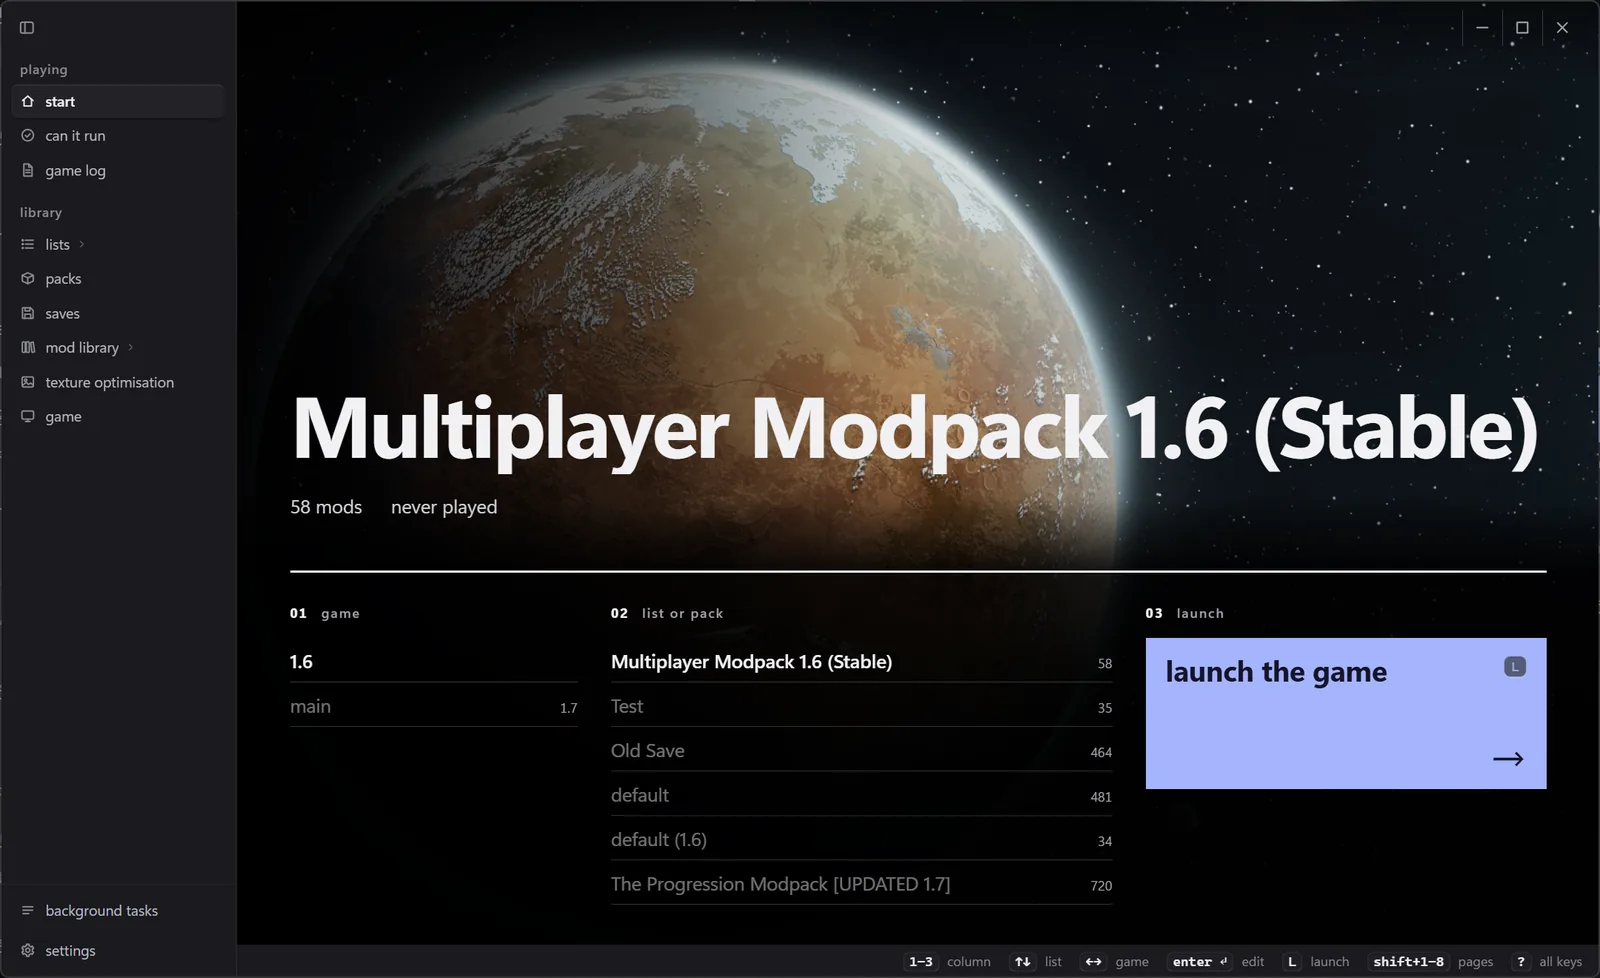 playing
start
can it run
game log
library
lists
packs
saves
mod library
texture optimisation
game
background tasks
settings
Multiplayer Modpack 1.6 (Stable)
58 mods never played
01 game
1.6
main 1.7
02 list or pack
Multiplayer Modpack 1.6 (Stable) 58
Test 35
Old Save 464
default 481
default (1.6) 34
The Progression Modpack [UPDATED 1.7] 720
03 launch
launch the game L
1–3 column ↑↓ list ↔ game enter ↵ edit L launch shift+1–8 pages ? all keys